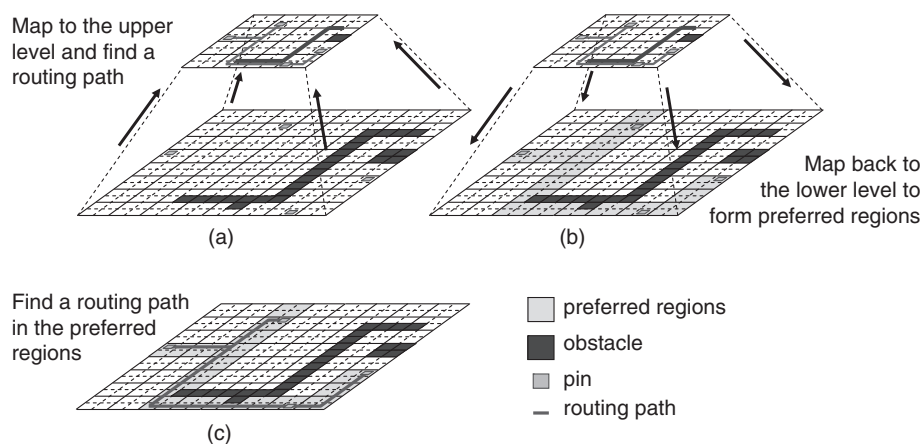 Map to the upper
level and find a
routing path
(a)
(b)
Map back to
the lower level to
form preferred regions
Find a routing path
in the preferred
regions
(c)
preferred regions
obstacle
pin
routing path